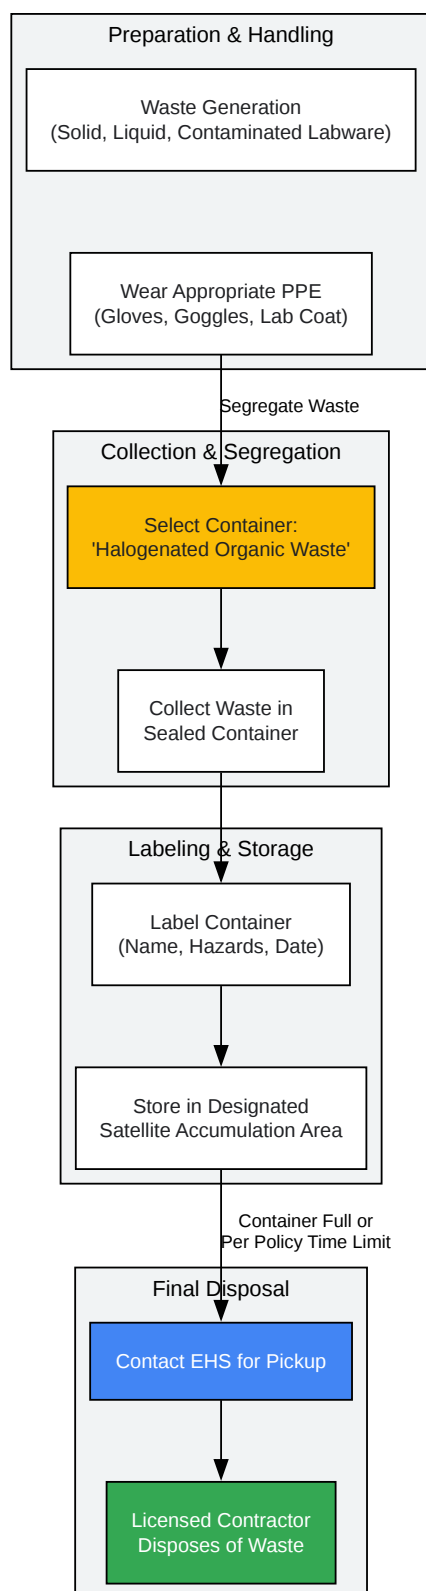 Preparation & Handling
Waste Generation
(Solid, Liquid, Contaminated Labware)
Wear Appropriate PPE
(Gloves, Goggles, Lab Coat)
Segregate Waste
Collection & Segregation
Select Container:
'Halogenated Organic Waste'
Collect Waste in
Sealed Container
Labeling & Storage
Label Container
(Name, Hazards, Date)
Store in Designated
Satellite Accumulation Area
Container Full or
Per Policy Time Limit
Final Disposal
Contact EHS for Pickup
Licensed Contractor
Disposes of Waste